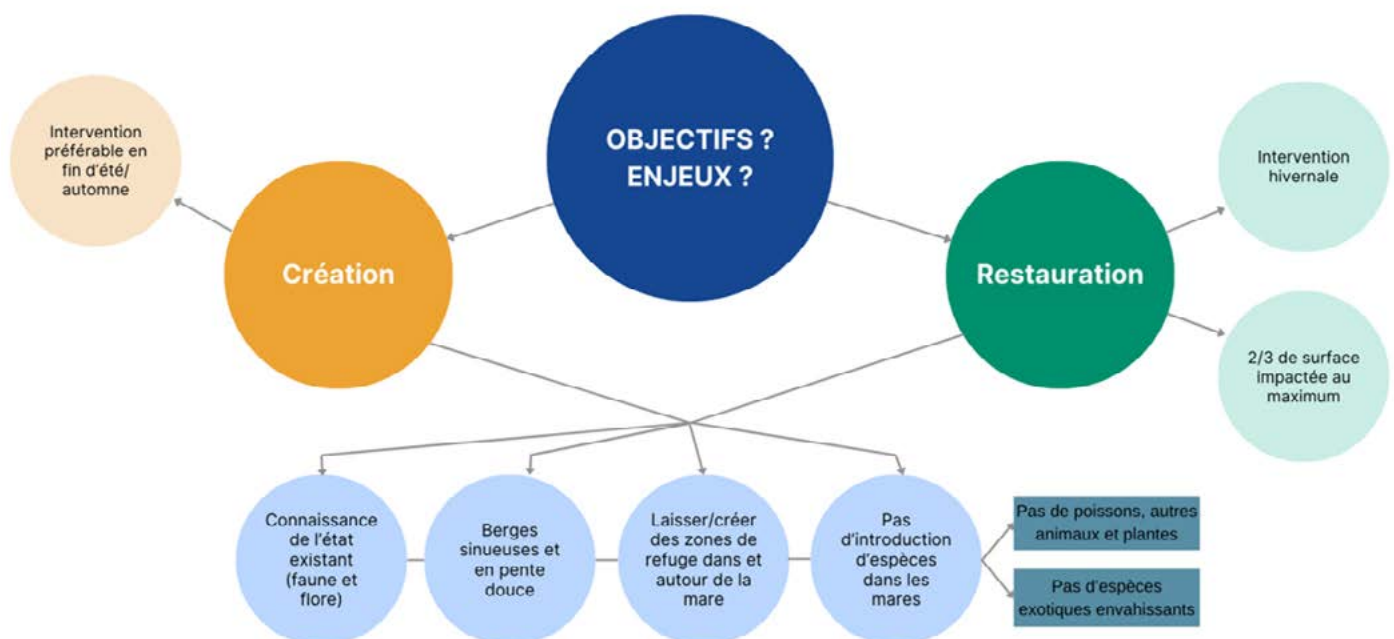 OBJECTIFS ?
ENJEUX ?
Intervention
préférable en
fin d'été/
automne
Création
Restauration
Intervention
hivernale
2/3 de surface
impactée au
maximum
Connaissance
de l'état
existant
(faune et
flore)
Berges
sinueuses et
en pente
douce
Laisser/créer
des zones de
refuge dans et
autour de la
mare
Pas
d'introduction
d'espèces
dans les
mares
Pas de poissons, autres
animaux et plantes
Pas d'espèces
exotiques envahissants